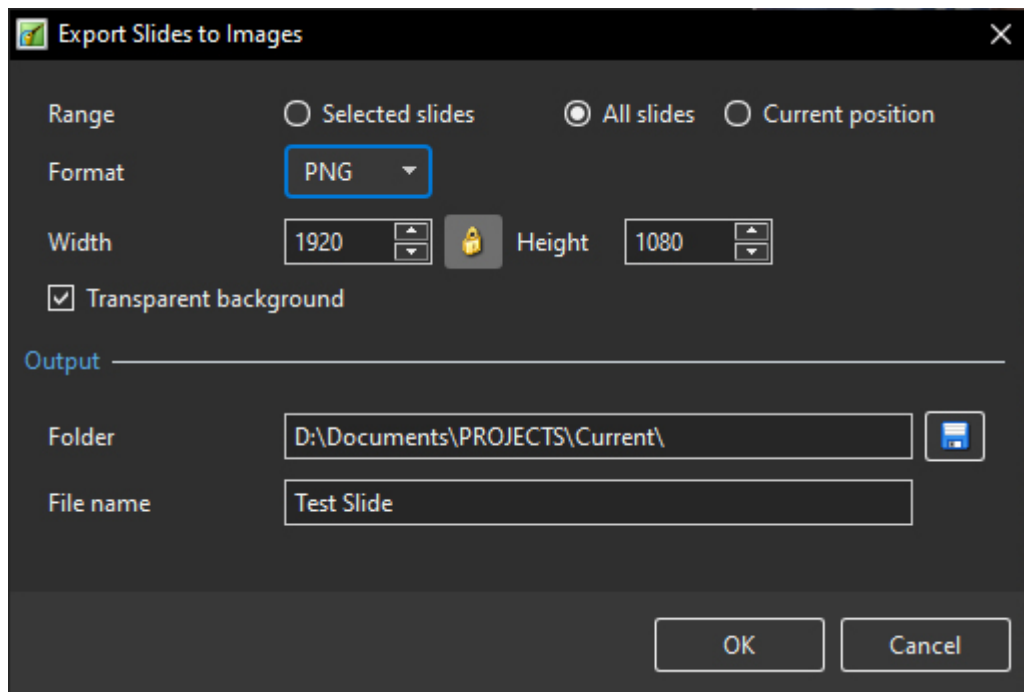 Export Slides to Images
Range Selected slides All slides Current position
Format PNG
Width 1920 Height 1080
Transparent background
Output
Folder D:\Documents\PROJECTS\Current\
File name Test Slide
OK Cancel